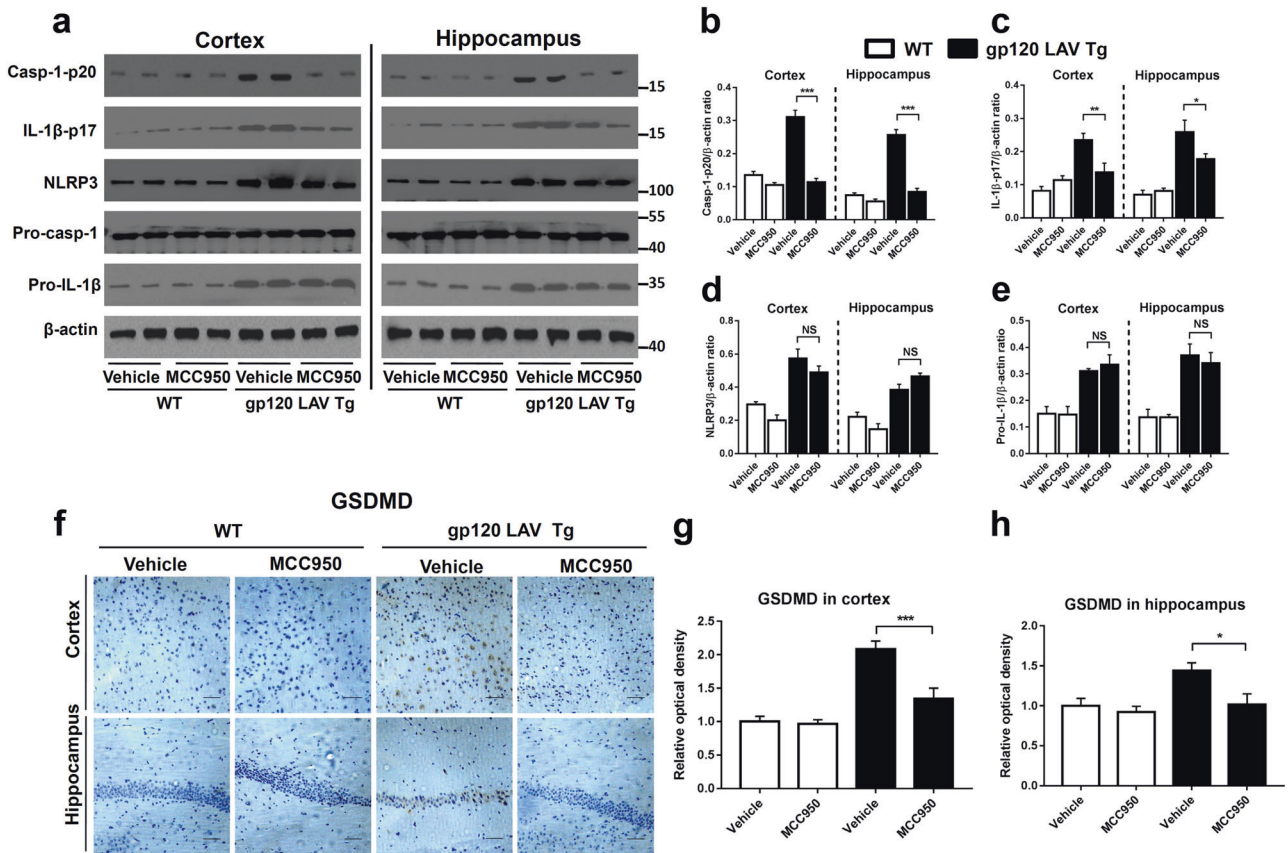 a
Cortex
Hippocampus
Casp-1-p20
15
IL-1β-p17
15
NLRP3
100
Pro-casp-1
55
40
Pro-IL-1β
35
β-actin
40
Vehicle MCC950 Vehicle MCC950 Vehicle MCC950 Vehicle MCC950
WT gp120 LAV Tg WT gp120 LAV Tg
WT gp120 LAV Tg
b
Cortex Hippocampus
Casp-1-p20/β-actin ratio
0.4
0.3
0.2
0.1
0.0
*** ***
Vehicle MCC950 Vehicle MCC950 Vehicle MCC950 Vehicle MCC950
c
Cortex Hippocampus
IL-1β-p17/β-actin ratio
0.4
0.3
0.2
0.1
0.0
** *
Vehicle MCC950 Vehicle MCC950 Vehicle MCC950 Vehicle MCC950
d
Cortex Hippocampus
NLRP3/β-actin ratio
0.8
0.6
0.4
0.2
0.0
NS NS
Vehicle MCC950 Vehicle MCC950 Vehicle MCC950 Vehicle MCC950
e
Cortex Hippocampus
Pro-IL-1β/β-actin ratio
0.5
0.4
0.3
0.2
0.1
0.0
NS NS
Vehicle MCC950 Vehicle MCC950 Vehicle MCC950 Vehicle MCC950
f
GSDMD
WT gp120 LAV Tg
Vehicle MCC950 Vehicle MCC950
Cortex
Hippocampus
g
GSDMD in cortex
Relative optical density
2.5
2.0
1.5
1.0
0.5
0.0
***
Vehicle MCC950 Vehicle MCC950
h
GSDMD in hippocampus
Relative optical density
2.0
1.5
1.0
0.5
0.0
*
Vehicle MCC950 Vehicle MCC950